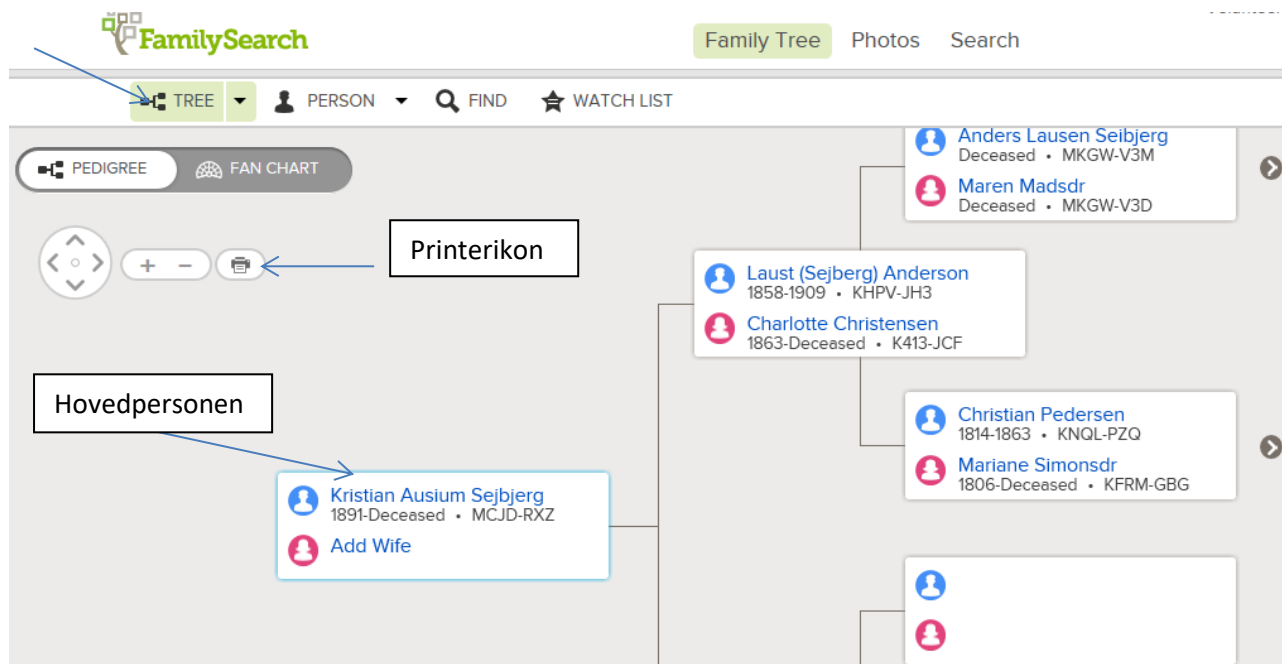 FamilySearch
Family Tree Photos Search
TREE PERSON FIND WATCH LIST
PEDIGREE FAN CHART
Anders Lausen Seibjerg
Deceased • MKGW-V3M
Maren Madsdr
Deceased • MKGW-V3D
Printerikon
Laust (Sejberg) Anderson
1858-1909 • KHPV-JH3
Charlotte Christensen
1863-Deceased • K413-JCF
Hovedpersonen
Christian Pedersen
1814-1863 • KNQL-PZQ
Mariane Simonsdr
1806-Deceased • KFRM-GBG
Kristian Ausium Sejbjerg
1891-Deceased • MCJD-RXZ
Add Wife